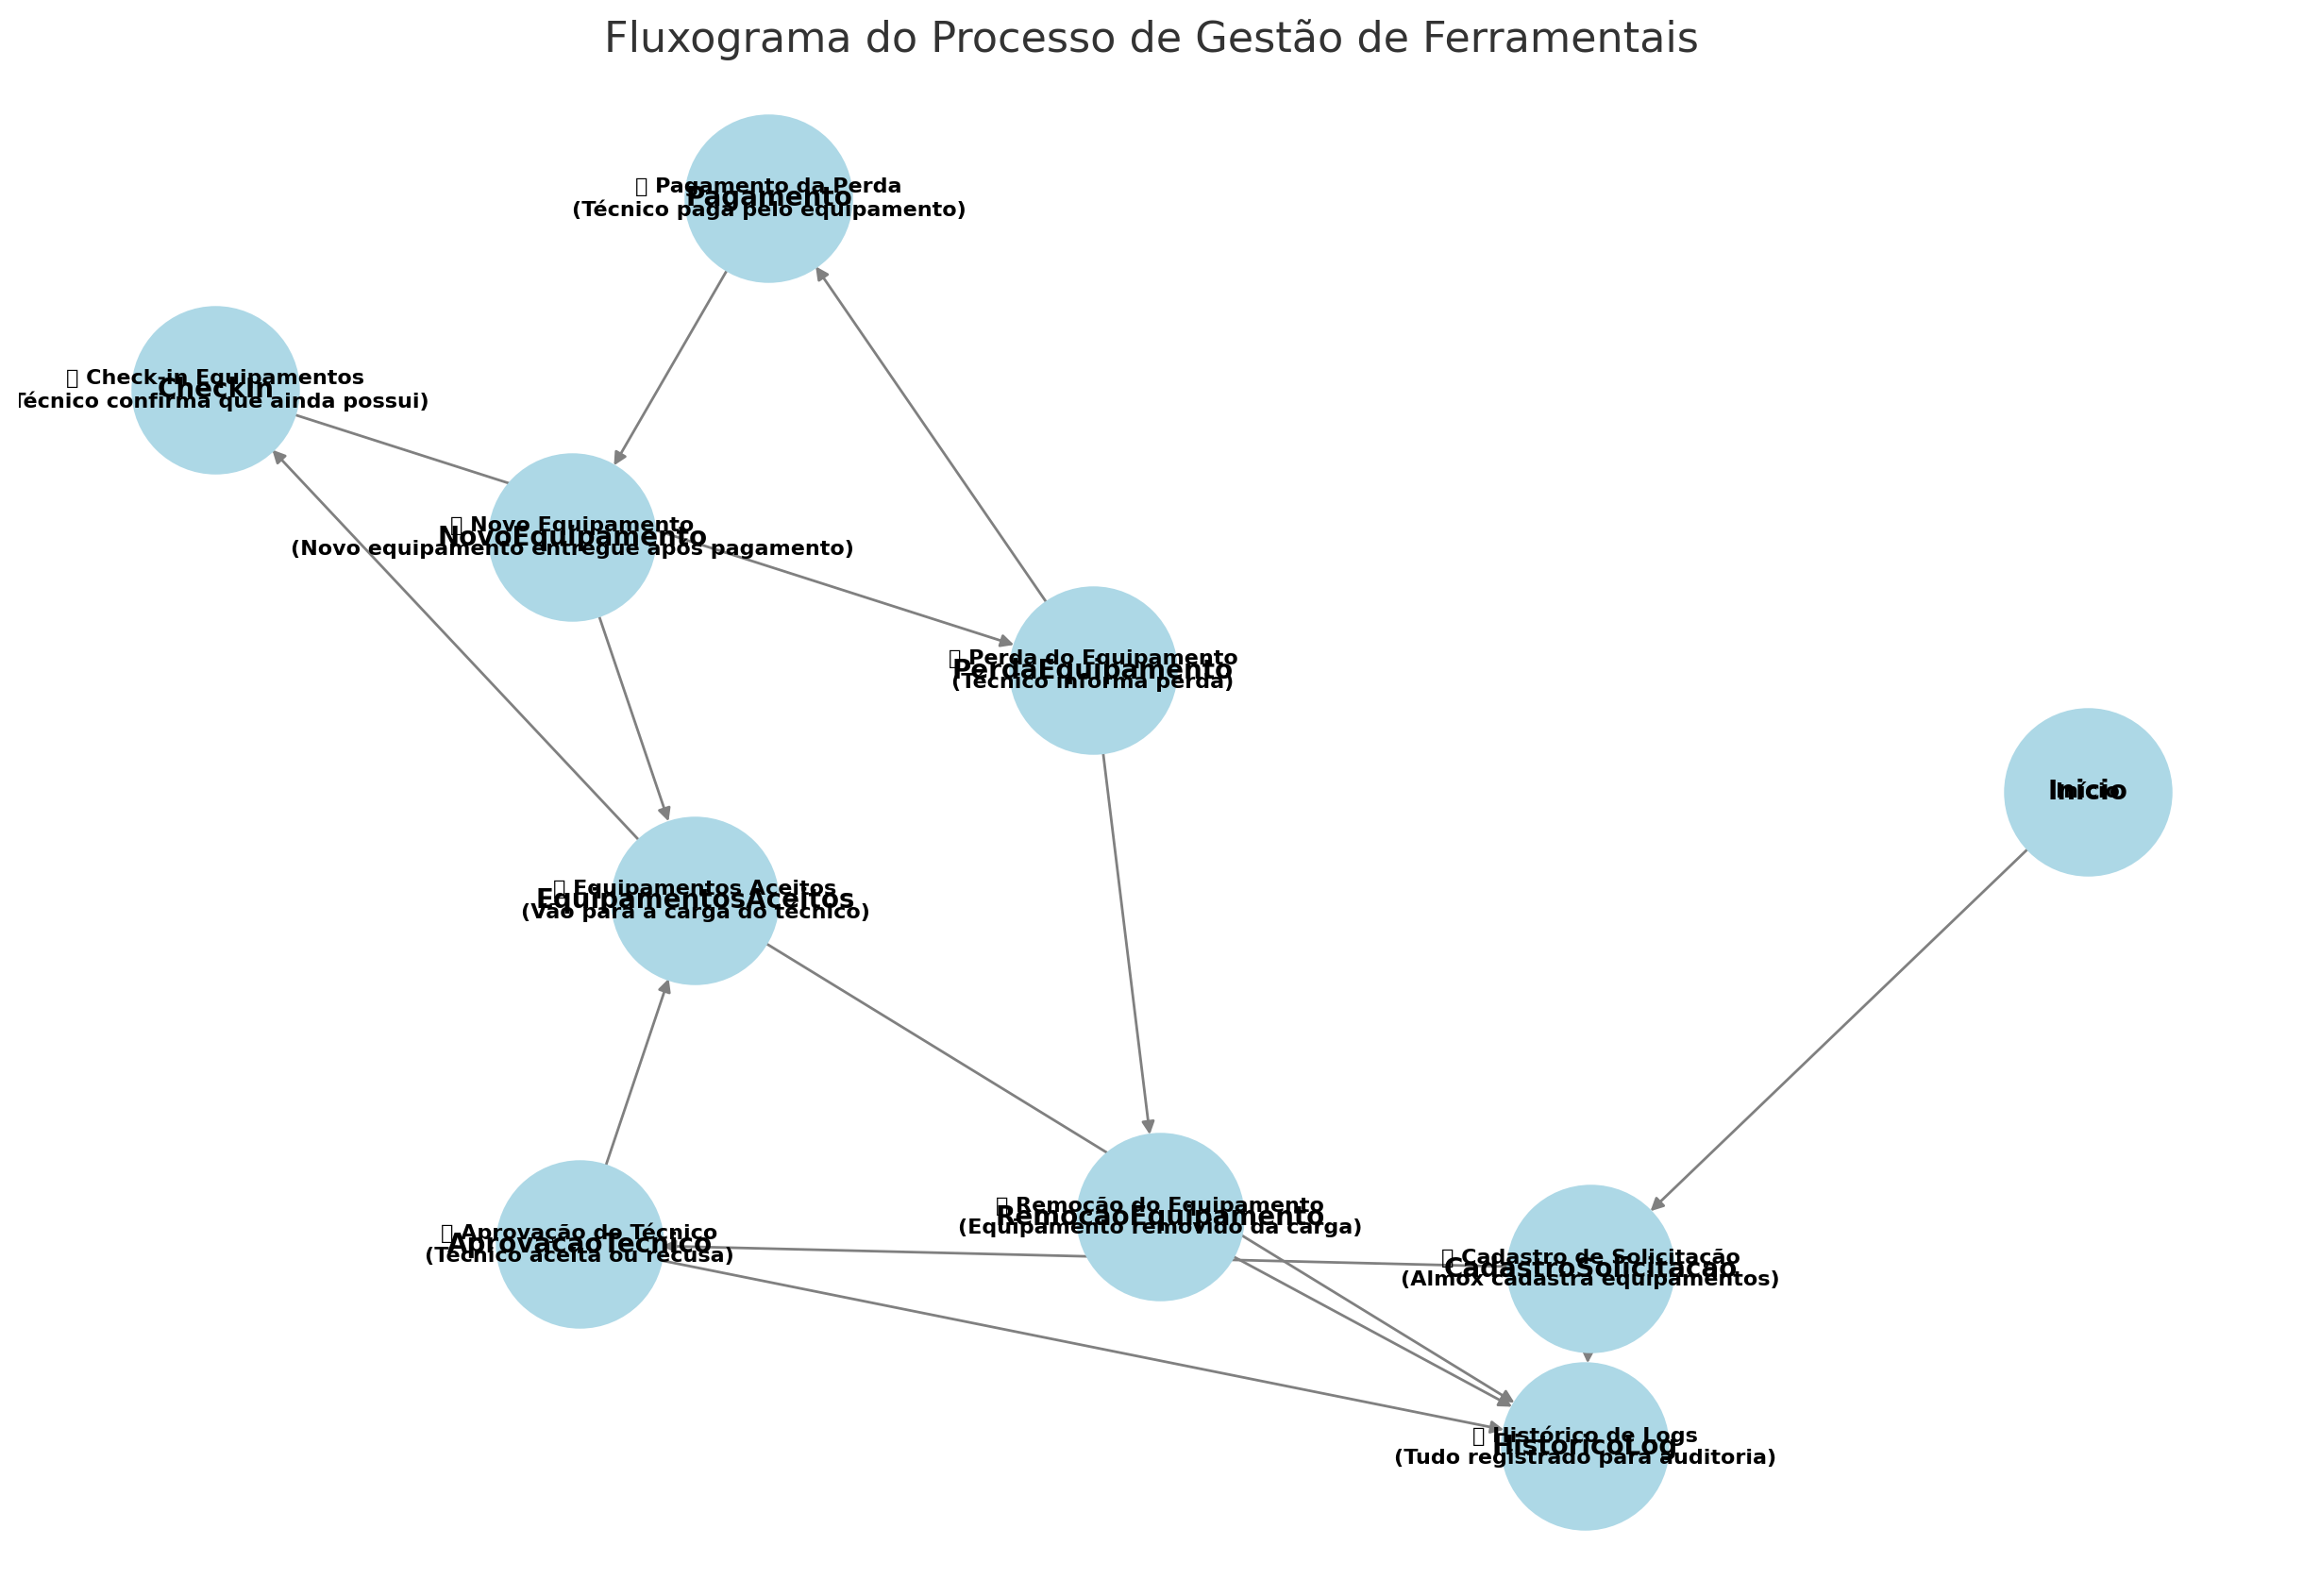 Fluxograma do Processo de Gestão de Ferramentais
Pagamento da Perda
Pagamento
(Técnico paga pelo equipamento)
Check-in Equipamentos
CheckIn
Técnico confirma que ainda possui)
Novo Equipamento
NovoEquipamento
(Novo equipamento entregue após pagamento)
Perda do Equipamento
PerdaEquipamento
(Técnico informa perda)
Início
Início
Equipamentos Aceitos
EquipamentosAceitos
(Vão para a carga do técnico)
Remoção do Equipamento
RemocaoEquipamento
(Equipamento removido da carga)
Aprovação do Técnico
AprovacaoTecnico
(Técnico aceita ou recusa)
Cadastro de Solicitação
CadastroSolicitacao
(Almox cadastra equipamentos)
Histórico de Logs
HistoricoLog
(Tudo registrado para auditoria)